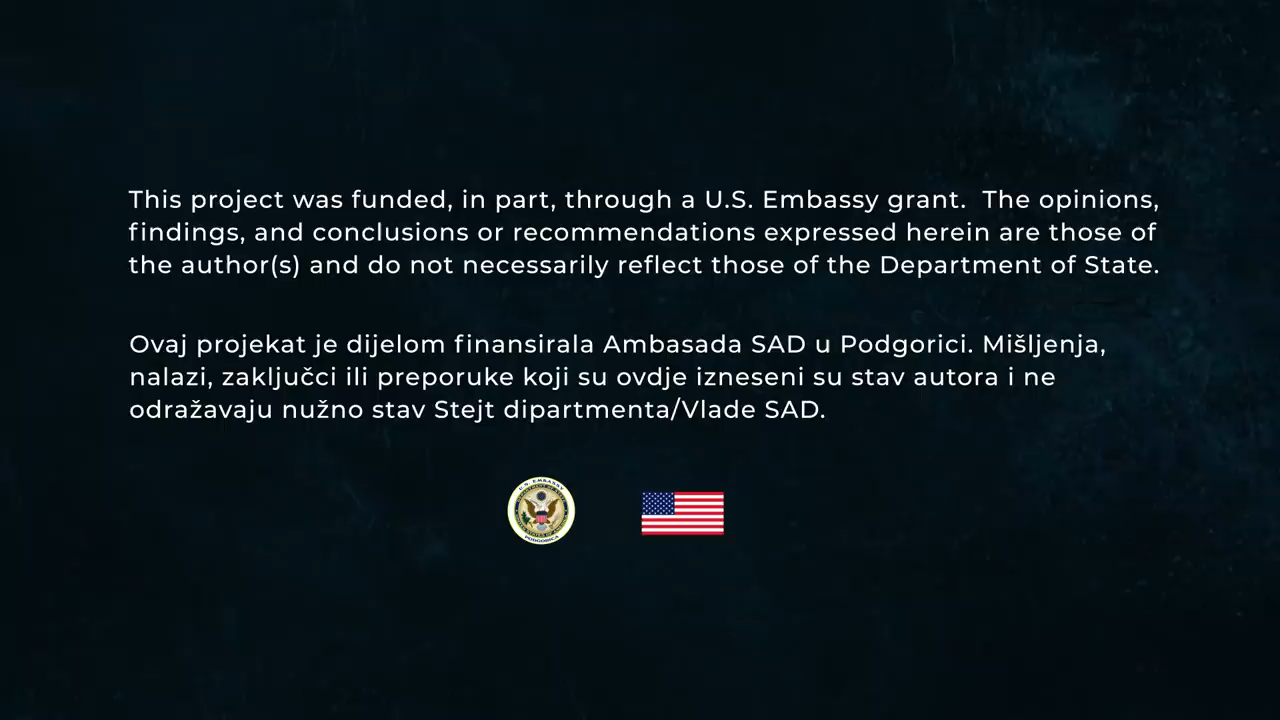 This project was funded, in part, through a U.S. Embassy grant.  The opinions,
findings, and conclusions or recommendations expressed herein are those of
the author(s) and do not necessarily reflect those of the Department of State.
Ovaj projekat je dijelom finansirala Ambasada SAD u Podgorici. Mišljenja,
nalazi, zaključci ili preporuke koji su ovdje izneseni su stav autora i ne
odražavaju nužno stav Stejt dipartmenta/Vlade SAD.
U.S. EMBASSY
PODGORICA